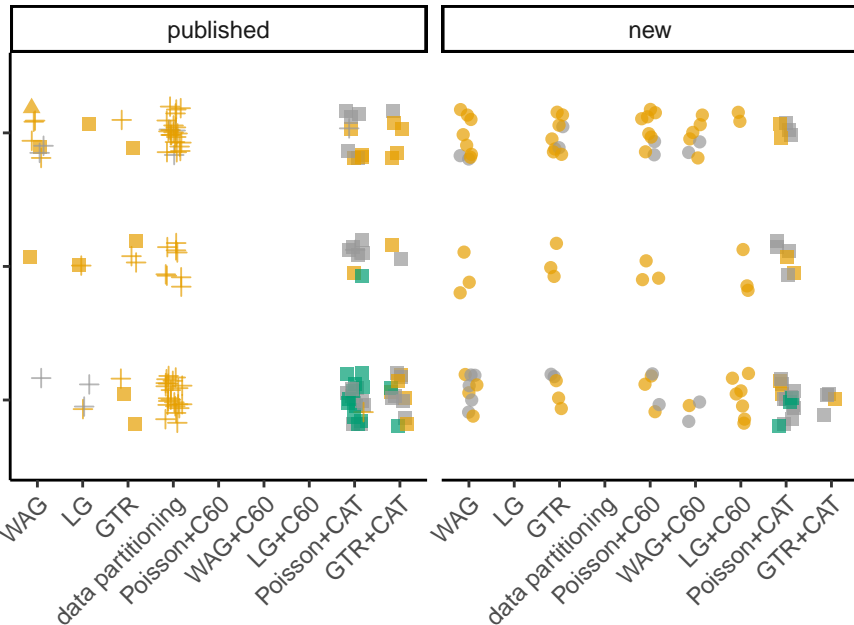 published
new
WAG
LG
GTR
data partitioning
Poisson+C60
WAG+C60
LG+C60
Poisson+CAT
GTR+CAT
WAG
LG
GTR
data partitioning
Poisson+C60
WAG+C60
LG+C60
Poisson+CAT
GTR+CAT